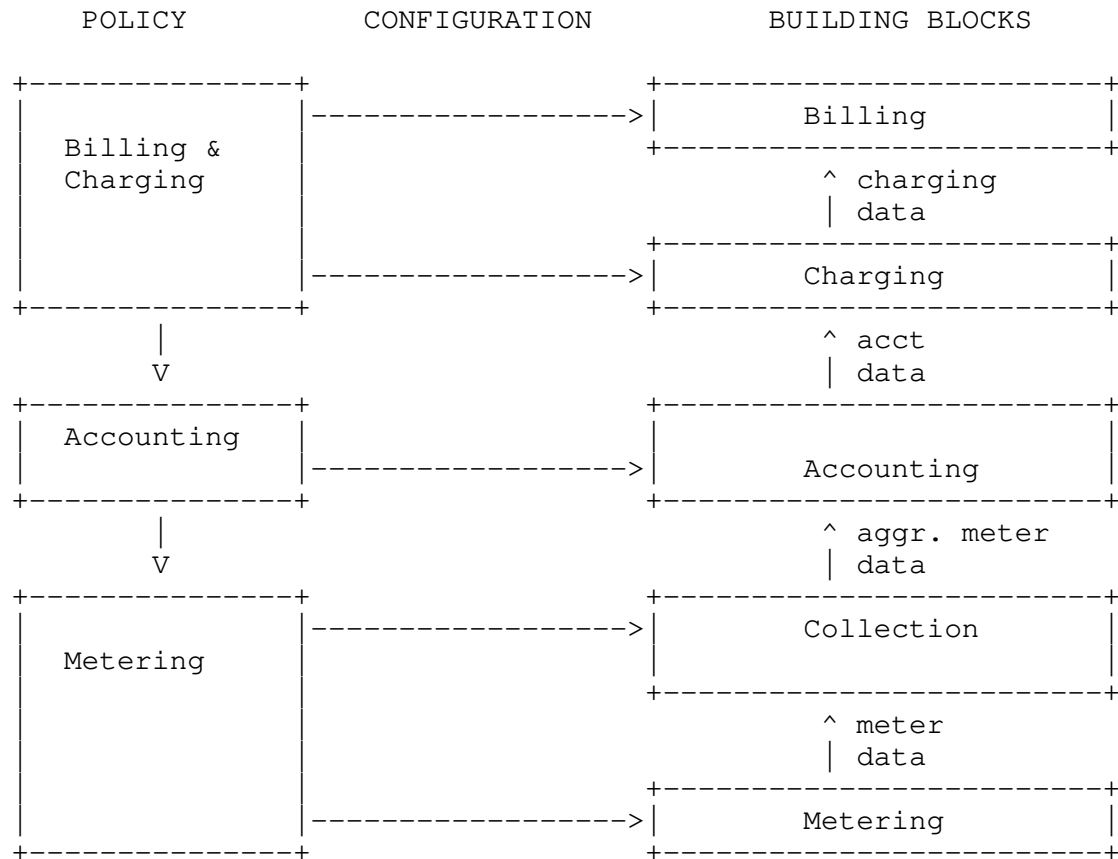 POLICY CONFIGURATION BUILDING BLOCKS
Billing
Billing &
Charging
^ charging
| data
Charging
^ acct
V | data
Accounting
Accounting
^ aggr. meter
V | data
Collection
Metering
^ meter
| data
Metering